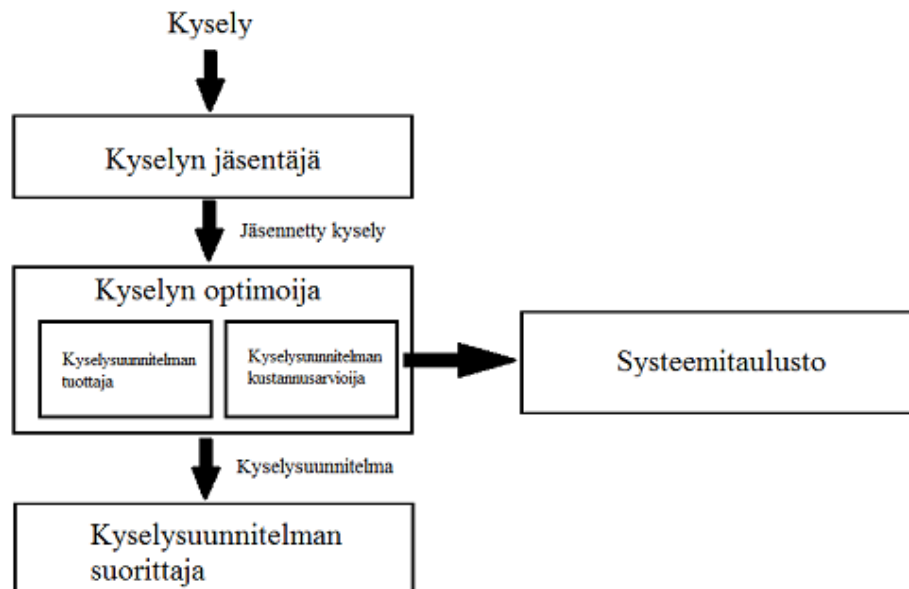 Kysely
Kyselyn jäsentäjä
Jäsennetty kysely
Kyselyn optimoija
Kyselysuunnitelman
tuottaja
Kyselysuunnitelman
kustannusarvioija
Systeemitaulusto
Kyselysuunnitelma
Kyselysuunnitelman
suorittaja